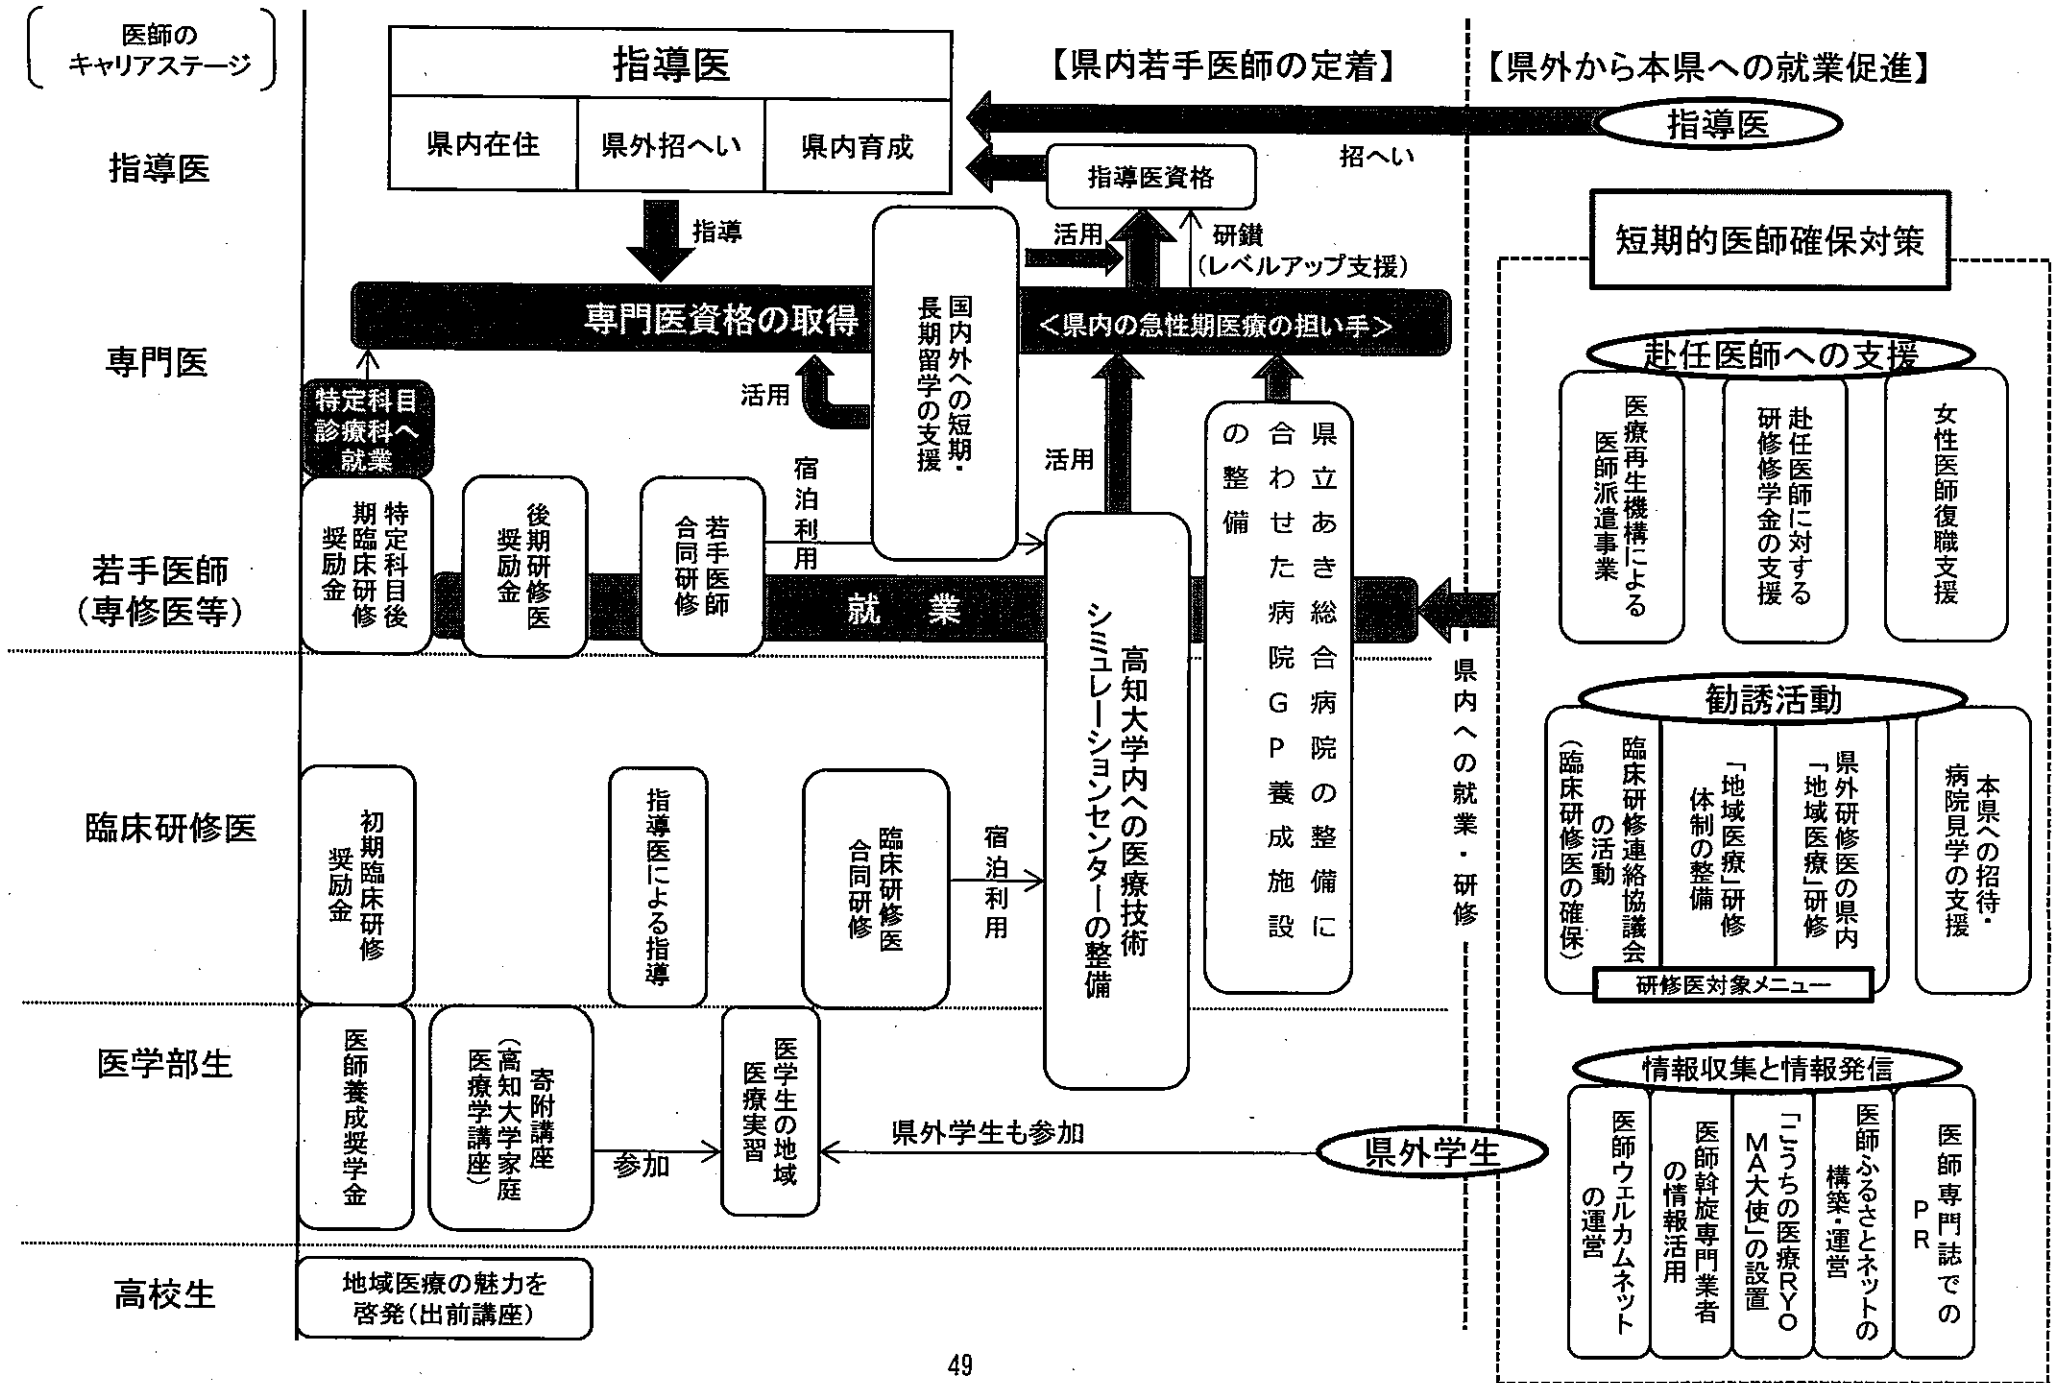 医師の
キャリアステージ
指導医
県内在住
県外招へい
県内育成
【県内若手医師の定着】
【県外から本県への就業促進】
指導医
招へい
指導医資格
指導医
指導
活用
研鑽
(レベルアップ支援)
専門医資格の取得
<県内の急性期医療の担い手>
国内外への短期・
長期留学の支援
専門医
特定科目
診療科へ
就業
活用
活用
宿泊利用
特定科目後
期臨床研修
奨励金
後期研修医
奨励金
若手医師
合同研修
若手医師
(専修医等)
就業
県立あき総合病院の整備に
合わせた病院GP養成施設
の整備
高知大学内への医療技術
シミュレーションセンターの整備
県内への就業・研修
臨床研修医
初期臨床研修
奨励金
指導医による指導
臨床研修医
合同研修
宿泊利用
医学部生
医師養成奨学金
寄附講座
(高知大学家庭
医療学講座)
参加
医学生の地域
医療実習
県外学生も参加
県外学生
高校生
地域医療の魅力を
啓発(出前講座)
短期的医師確保対策
赴任医師への支援
医療再生機構による
医師派遣事業
赴任医師に対する
研修修学金の支援
女性医師復職支援
勧誘活動
臨床研修連絡協議会
の活動
(臨床研修医の確保)
「地域医療」研修
体制の整備
県外研修医の県内
「地域医療」研修
研修医対象メニュー
本県への招待・
病院見学の支援
情報収集と情報発信
医師ウェルカムネット
の運営
医師斡旋専門業者
の情報活用
「こうちの医療RYO
MA大使」の設置
医師ふるさとネットの
構築・運営
医師専門誌での
PR
49